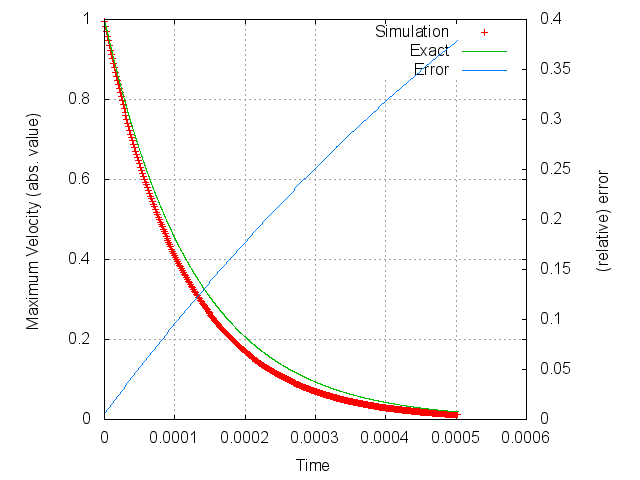 Simulation
Exact
Error
Maximum Velocity (abs. value)
1
0.8
0.6
0.4
0.2
0
0.4
0.35
0.3
0.25
0.2
0.15
0.1
0.05
0
(relative) error
0 0.0001 0.0002 0.0003 0.0004 0.0005 0.0006
Time